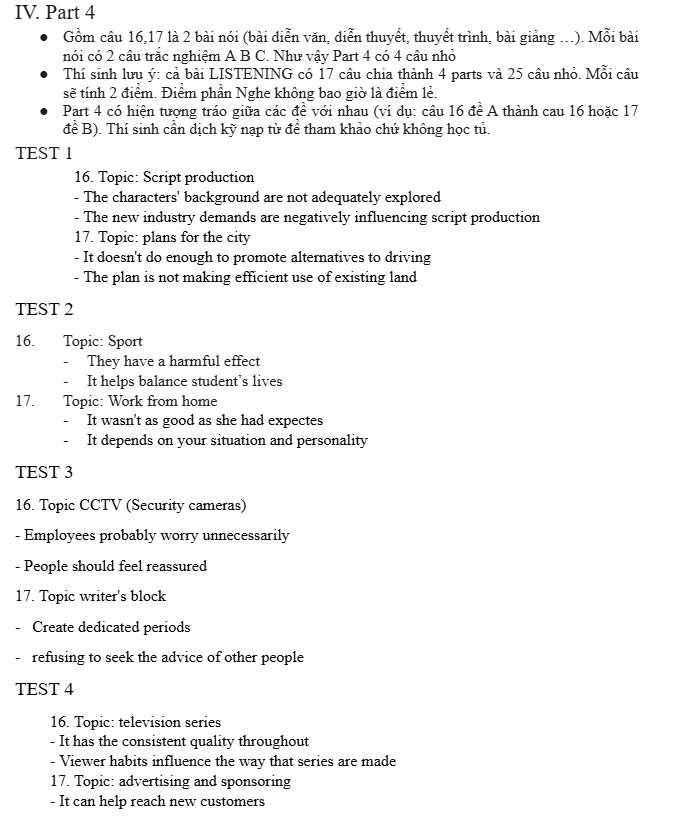 IV. Part 4
● Gồm câu 16,17 là 2 bài nói (bài diễn văn, diễn thuyết, thuyết trình, bài giảng …). Mỗi bài
nói có 2 câu trắc nghiệm A B C. Như vậy Part 4 có 4 câu nhỏ
● Thí sinh lưu ý: cả bài LISTENING có 17 câu chia thành 4 parts và 25 câu nhỏ. Mỗi câu
sẽ tính 2 điểm. Điểm phần Nghe không bao giờ là điểm lẻ.
● Part 4 có hiện tượng tráo giữa các đề với nhau (ví dụ: câu 16 đề A thành cau 16 hoặc 17
đề B). Thí sinh cần dịch kỹ nạp từ để tham khảo chứ không học tủ.
TEST 1
16. Topic: Script production
- The characters' background are not adequately explored
- The new industry demands are negatively influencing script production
17. Topic: plans for the city
- It doesn't do enough to promote alternatives to driving
- The plan is not making efficient use of existing land
TEST 2
16. Topic: Sport
- They have a harmful effect
- It helps balance student’s lives
17. Topic: Work from home
- It wasn't as good as she had expectes
- It depends on your situation and personality
TEST 3
16. Topic CCTV (Security cameras)
- Employees probably worry unnecessarily
- People should feel reassured
17. Topic writer's block
- Create dedicated periods
- refusing to seek the advice of other people
TEST 4
16. Topic: television series
- It has the consistent quality throughout
- Viewer habits influence the way that series are made
17. Topic: advertising and sponsoring
- It can help reach new customers